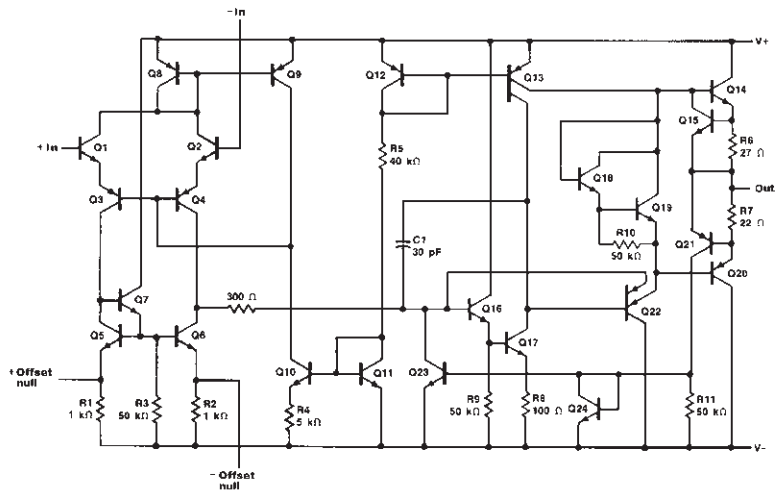 −In
V+
Q8
Q9
Q12
Q13
Q14
Q15
+In
Q1
Q2
R5
40 kΩ
R6
27 Ω
Q18
Out
Q3
Q4
Q19
R7
22 Ω
C1
30 pF
R10
50 kΩ
Q21
Q20
Q7
300 Ω
Q16
Q22
Q5
Q6
Q17
+Offset
null
Q10
Q11
Q23
R1
1 kΩ
R3
50 kΩ
R2
1 kΩ
R4
5 kΩ
R9
50 kΩ
R8
100 Ω
Q24
R11
50 kΩ
V−
−Offset
null